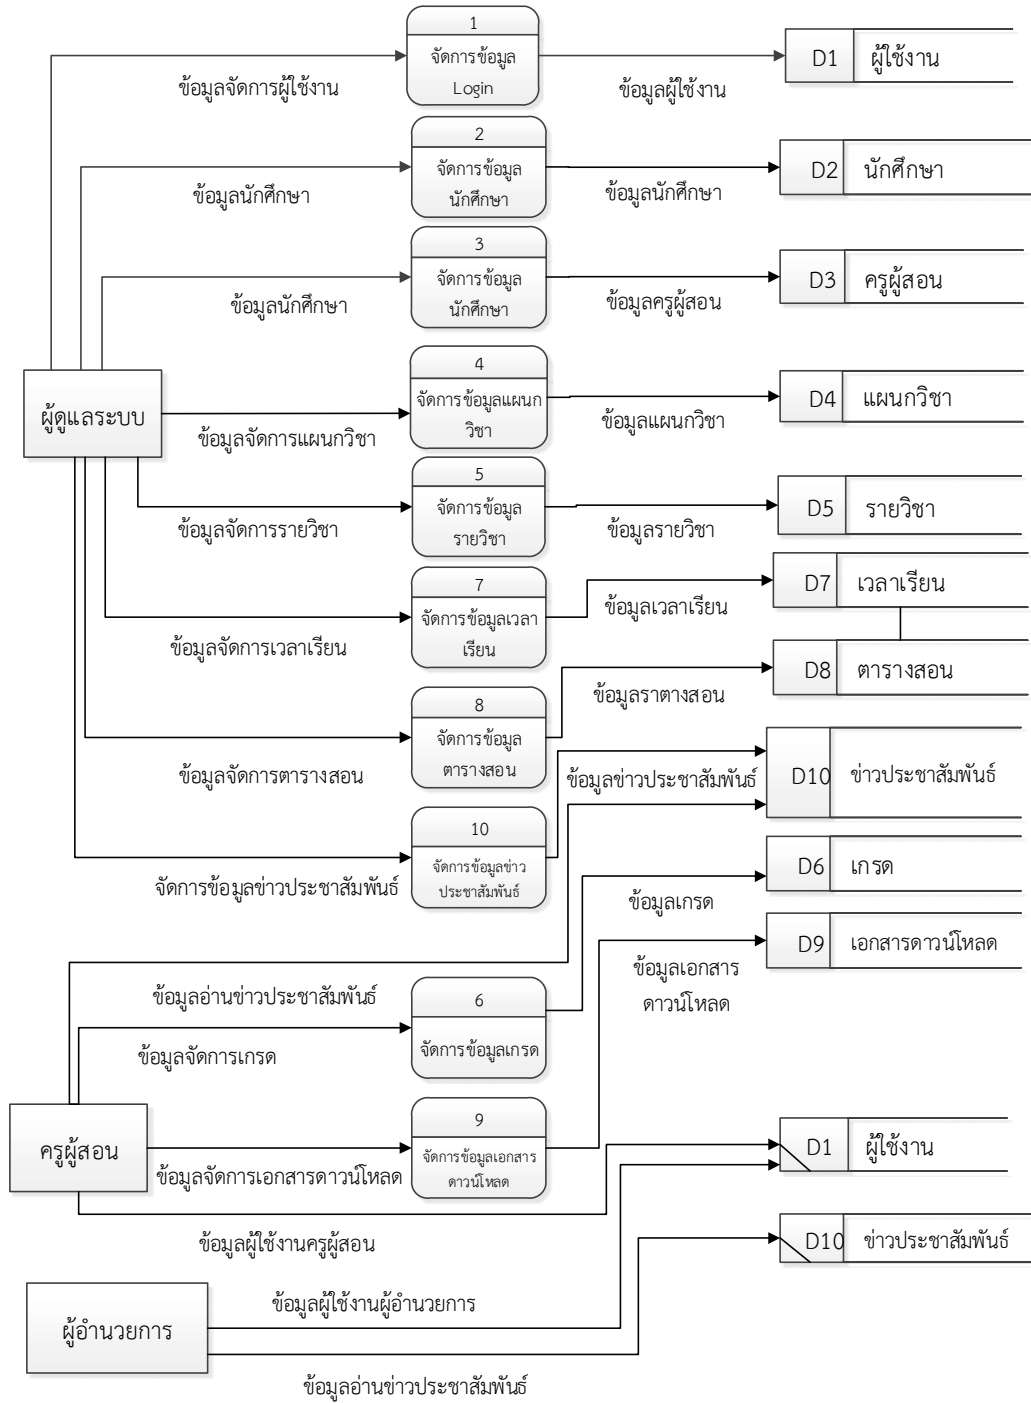 1
จัดการข้อมูล
Login
ข้อมูลจัดการผู้ใช้งาน
ข้อมูลผู้ใช้งาน
D1 ผู้ใช้งาน
2
จัดการข้อมูล
นักศึกษา
ข้อมูลนักศึกษา
ข้อมูลนักศึกษา
D2 นักศึกษา
3
จัดการข้อมูล
นักศึกษา
ข้อมูลนักศึกษา
ข้อมูลครูผู้สอน
D3 ครูผู้สอน
ผู้ดูแลระบบ
4
จัดการข้อมูลแผนก
วิชา
ข้อมูลจัดการแผนกวิชา
ข้อมูลแผนกวิชา
D4 แผนกวิชา
5
จัดการข้อมูล
รายวิชา
ข้อมูลจัดการรายวิชา
ข้อมูลรายวิชา
D5 รายวิชา
7
จัดการข้อมูลเวลา
เรียน
ข้อมูลจัดการเวลาเรียน
ข้อมูลเวลาเรียน
D7 เวลาเรียน
8
จัดการข้อมูล
ตารางสอน
ข้อมูลจัดการตารางสอน
ข้อมูลราตางสอน
D8 ตารางสอน
10
จัดการข้อมูลข่าว
ประชาสัมพันธ์
จัดการข้อมูลข่าวประชาสัมพันธ์
ข้อมูลข่าวประชาสัมพันธ์
D10 ข่าวประชาสัมพันธ์
D6 เกรด
ข้อมูลเกรด
D9 เอกสารดาวน์โหลด
ข้อมูลเอกสาร
ดาวน์โหลด
ข้อมูลอ่านข่าวประชาสัมพันธ์
6
จัดการข้อมูลเกรด
ข้อมูลจัดการเกรด
ครูผู้สอน
9
จัดการข้อมูลเอกสาร
ดาวน์โหลด
ข้อมูลจัดการเอกสารดาวน์โหลด
D1 ผู้ใช้งาน
ข้อมูลผู้ใช้งานครูผู้สอน
D10 ข่าวประชาสัมพันธ์
ผู้อำนวยการ
ข้อมูลผู้ใช้งานผู้อำนวยการ
ข้อมูลอ่านข่าวประชาสัมพันธ์